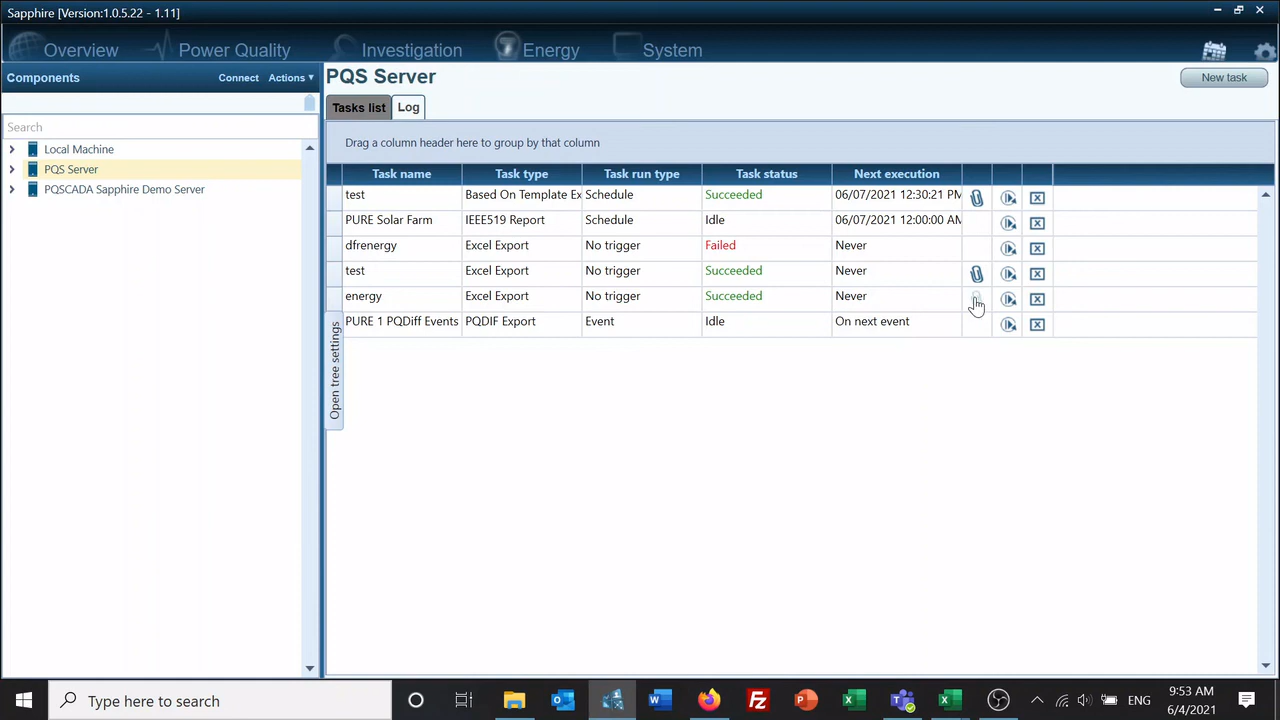 Sapphire [Version:1.0.5.22 - 1.11]
Overview Power Quality Investigation Energy System
Components Connect Actions
PQS Server
New task
Tasks list Log
Search
Drag a column header here to group by that column
Local Machine
PQS Server
PQSCADA Sapphire Demo Server
Task name Task type Task run type Task status Next execution
test Based On Template Ex Schedule Succeeded 06/07/2021 12:30:21 PM
PURE Solar Farm IEEE519 Report Schedule Idle 06/07/2021 12:00:00 AM
dfrenergy Excel Export No trigger Failed Never
test Excel Export No trigger Succeeded Never
energy Excel Export No trigger Succeeded Never
PURE 1 PQDiff Events PQDIF Export Event Idle On next event
Open tree settings
Type here to search
ENG
9:53 AM
6/4/2021